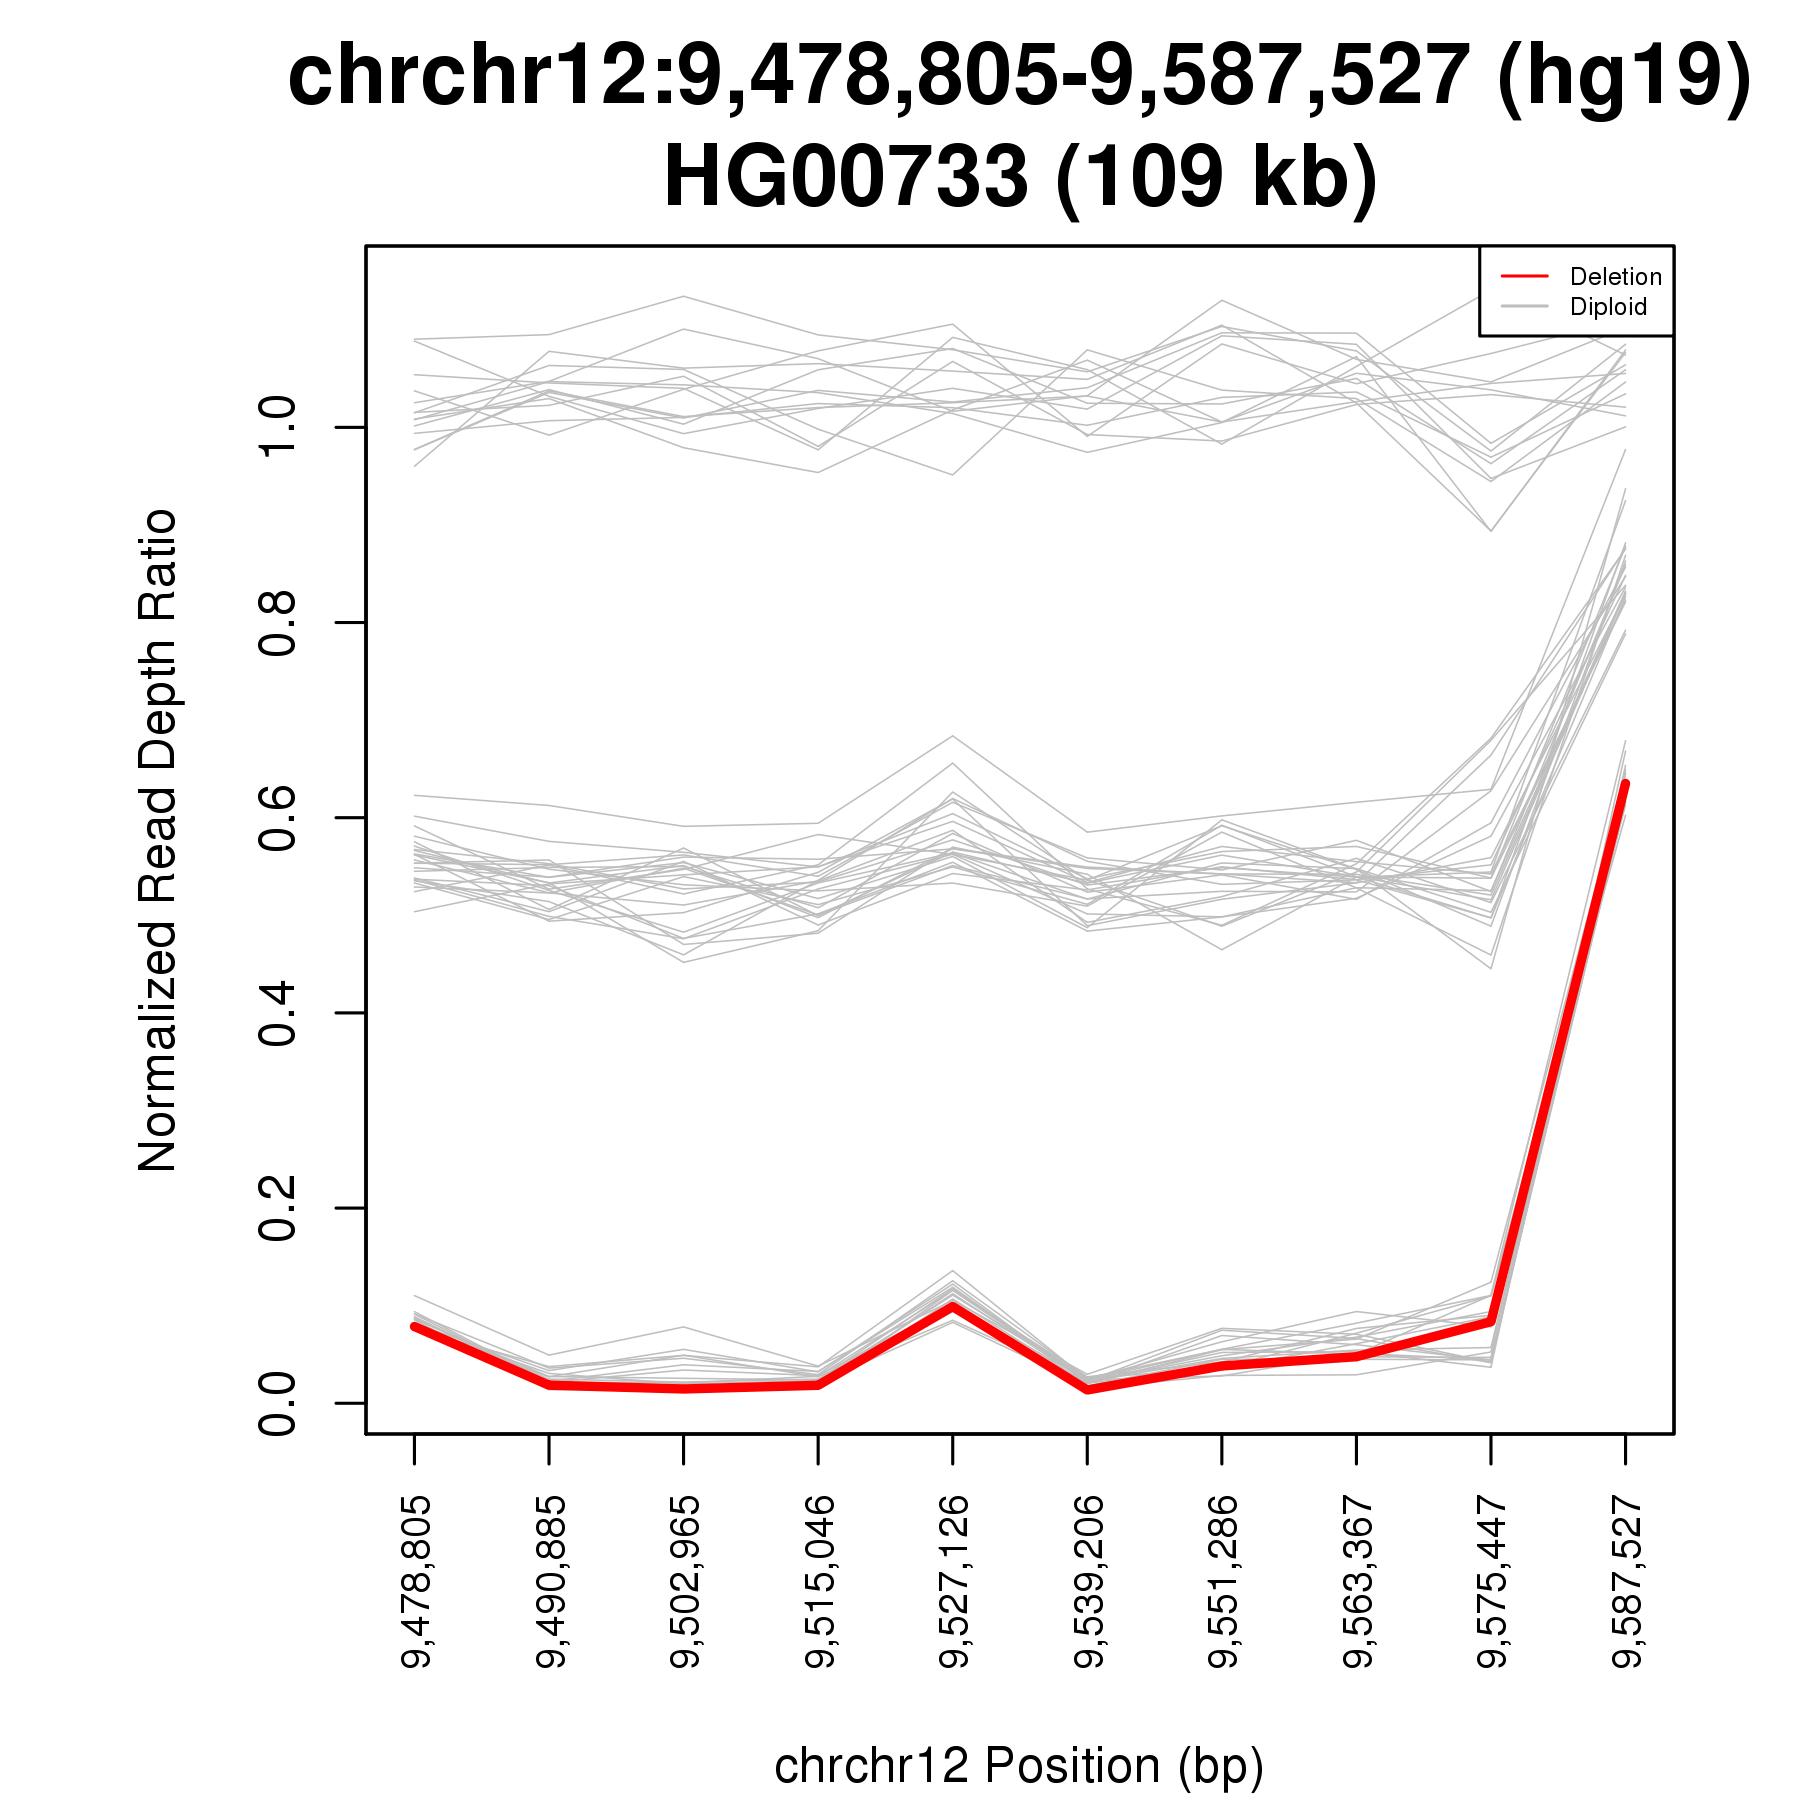 chrchr12:9,478,805-9,587,527 (hg19)
HG00733 (109 kb)
Deletion
Diploid
Normalized Read Depth Ratio
1.0
0.8
0.6
0.4
0.2
0.0
9,478,805
9,490,885
9,502,965
9,515,046
9,527,126
9,539,206
9,551,286
9,563,367
9,575,447
9,587,527
chrchr12 Position (bp)